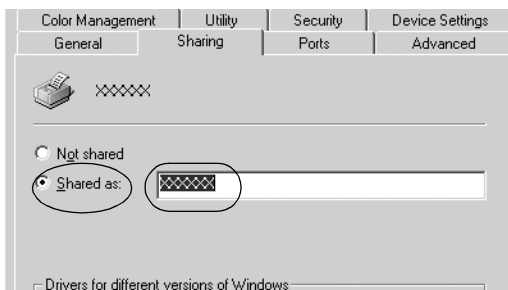 Color Management Utility Security Device Settings
General Sharing Ports Advanced
XXXXXX
Not shared
Shared as: XXXXXX
Drivers for different versions of Windows